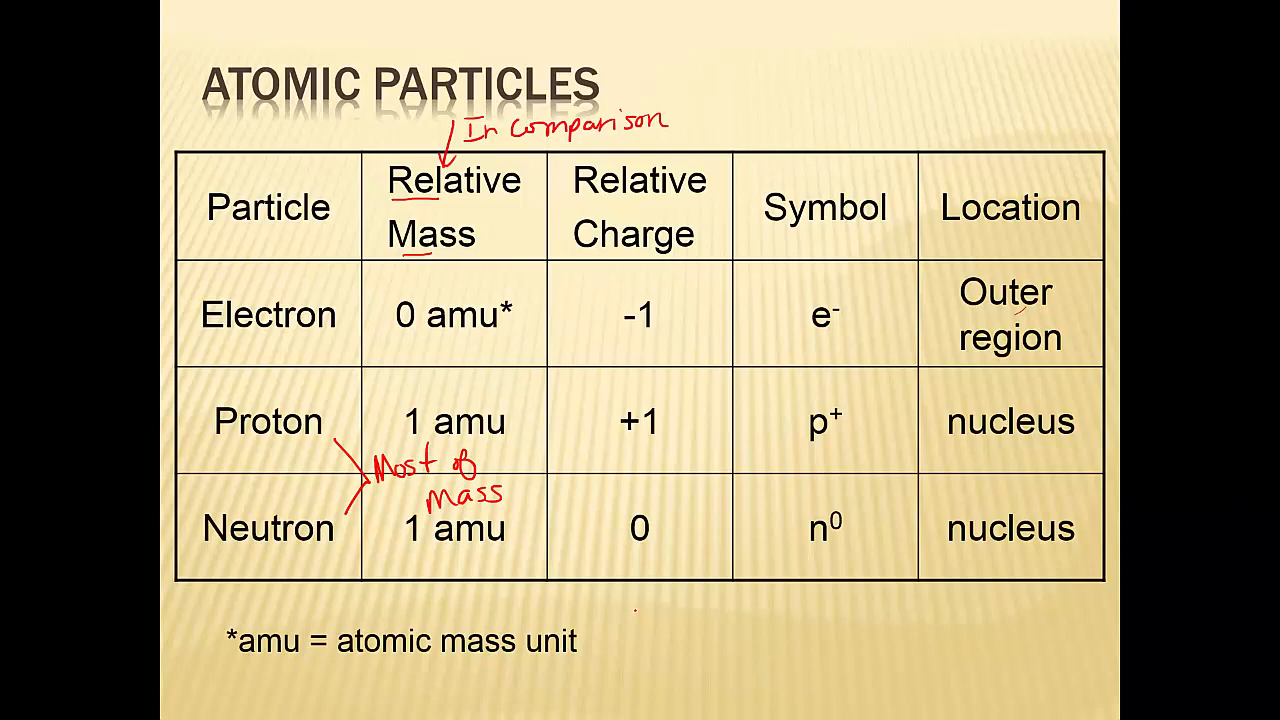 ATOMIC PARTICLES
In comparison
Particle
Relative
Mass
Relative
Charge
Symbol
Location
Electron
0 amu*
-1
e-
Outer
region
Proton
1 amu
+1
p+
nucleus
Most of
mass
Neutron
1 amu
0
n0
nucleus
*amu = atomic mass unit